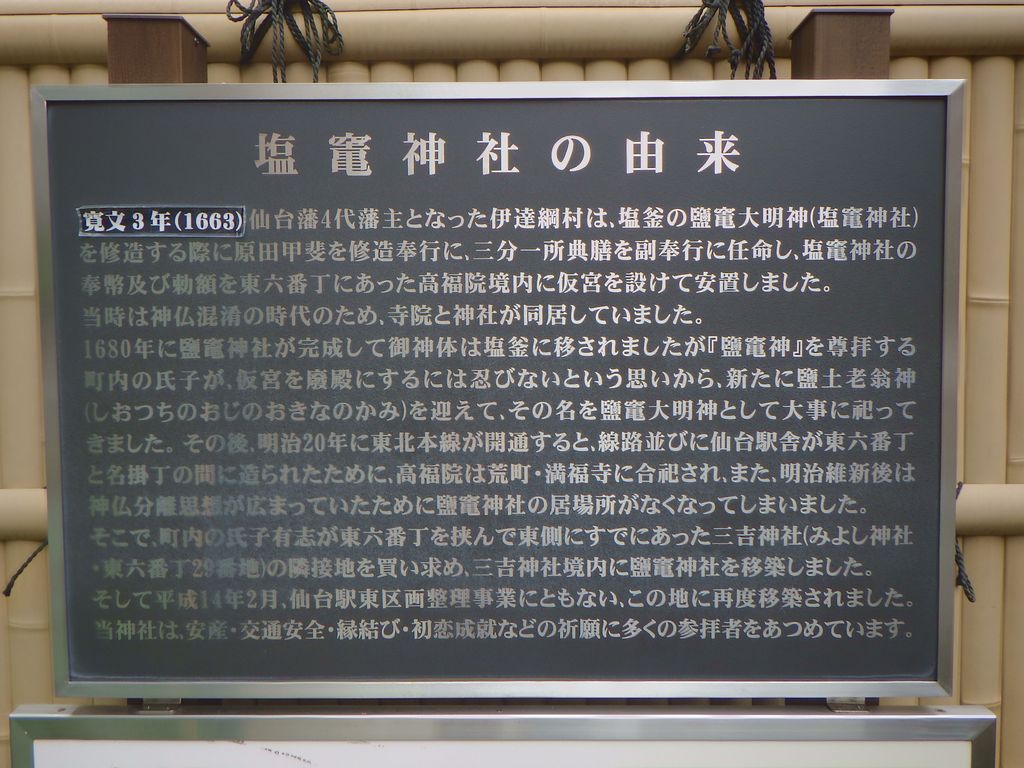 塩竈神社の由来
寛文3年(1663)仙台藩4代藩主となった伊達綱村は、塩釜の鹽竈大明神(塩竈神社)
を修造する際に原田甲斐を修造奉行に、三分一所典膳を副奉行に任命し、塩竈神社の
奉幣及び勅額を東六番丁にあった高福院境内に仮宮を設けて安置しました。
当時は神仏混淆の時代のため、寺院と神社が同居していました。
1680年に鹽竈神社が完成して御神体は塩釜に移されましたが『鹽竈神』を尊拝する
町内の氏子が、仮宮を廢殿にするには忍びないという思いから、新たに鹽土老翁神
(しおつちのおじのおきなのかみ)を迎えて、その名を鹽竈大明神として大事に祀って
きました。その後、明治20年に東北本線が開通すると、線路並びに仙台駅舎が東六番丁
と名掛丁の間に造られたために、高福院は荒町・満福寺に合祀され、また、明治維新後は
神仏分離思想が広まっていたために鹽竈神社の居場所がなくなってしまいました。
そこで、町内の氏子有志が東六番丁を挟んで東側にすでにあった三吉神社(みよし神社
・東六番丁29番地)の隣接地を買い求め、三吉神社境内に鹽竈神社を移築しました。
そして平成14年2月、仙台駅東区画整理事業にともない、この地に再度移築されました。
当神社は、安産・交通安全・縁結び・初恋成就などの祈願に多くの参拝者をあつめています。